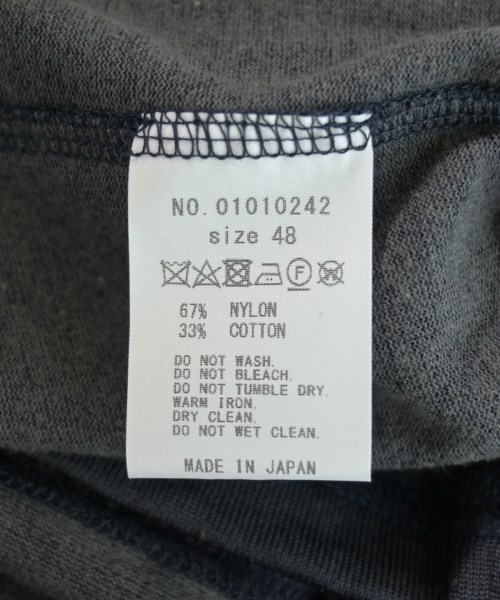 NO. 01010242
size 48
F W
67% NYLON
33% COTTON
DO NOT WASH.
DO NOT BLEACH.
DO NOT TUMBLE DRY.
WARM IRON.
DRY CLEAN.
DO NOT WET CLEAN.
MADE IN JAPAN